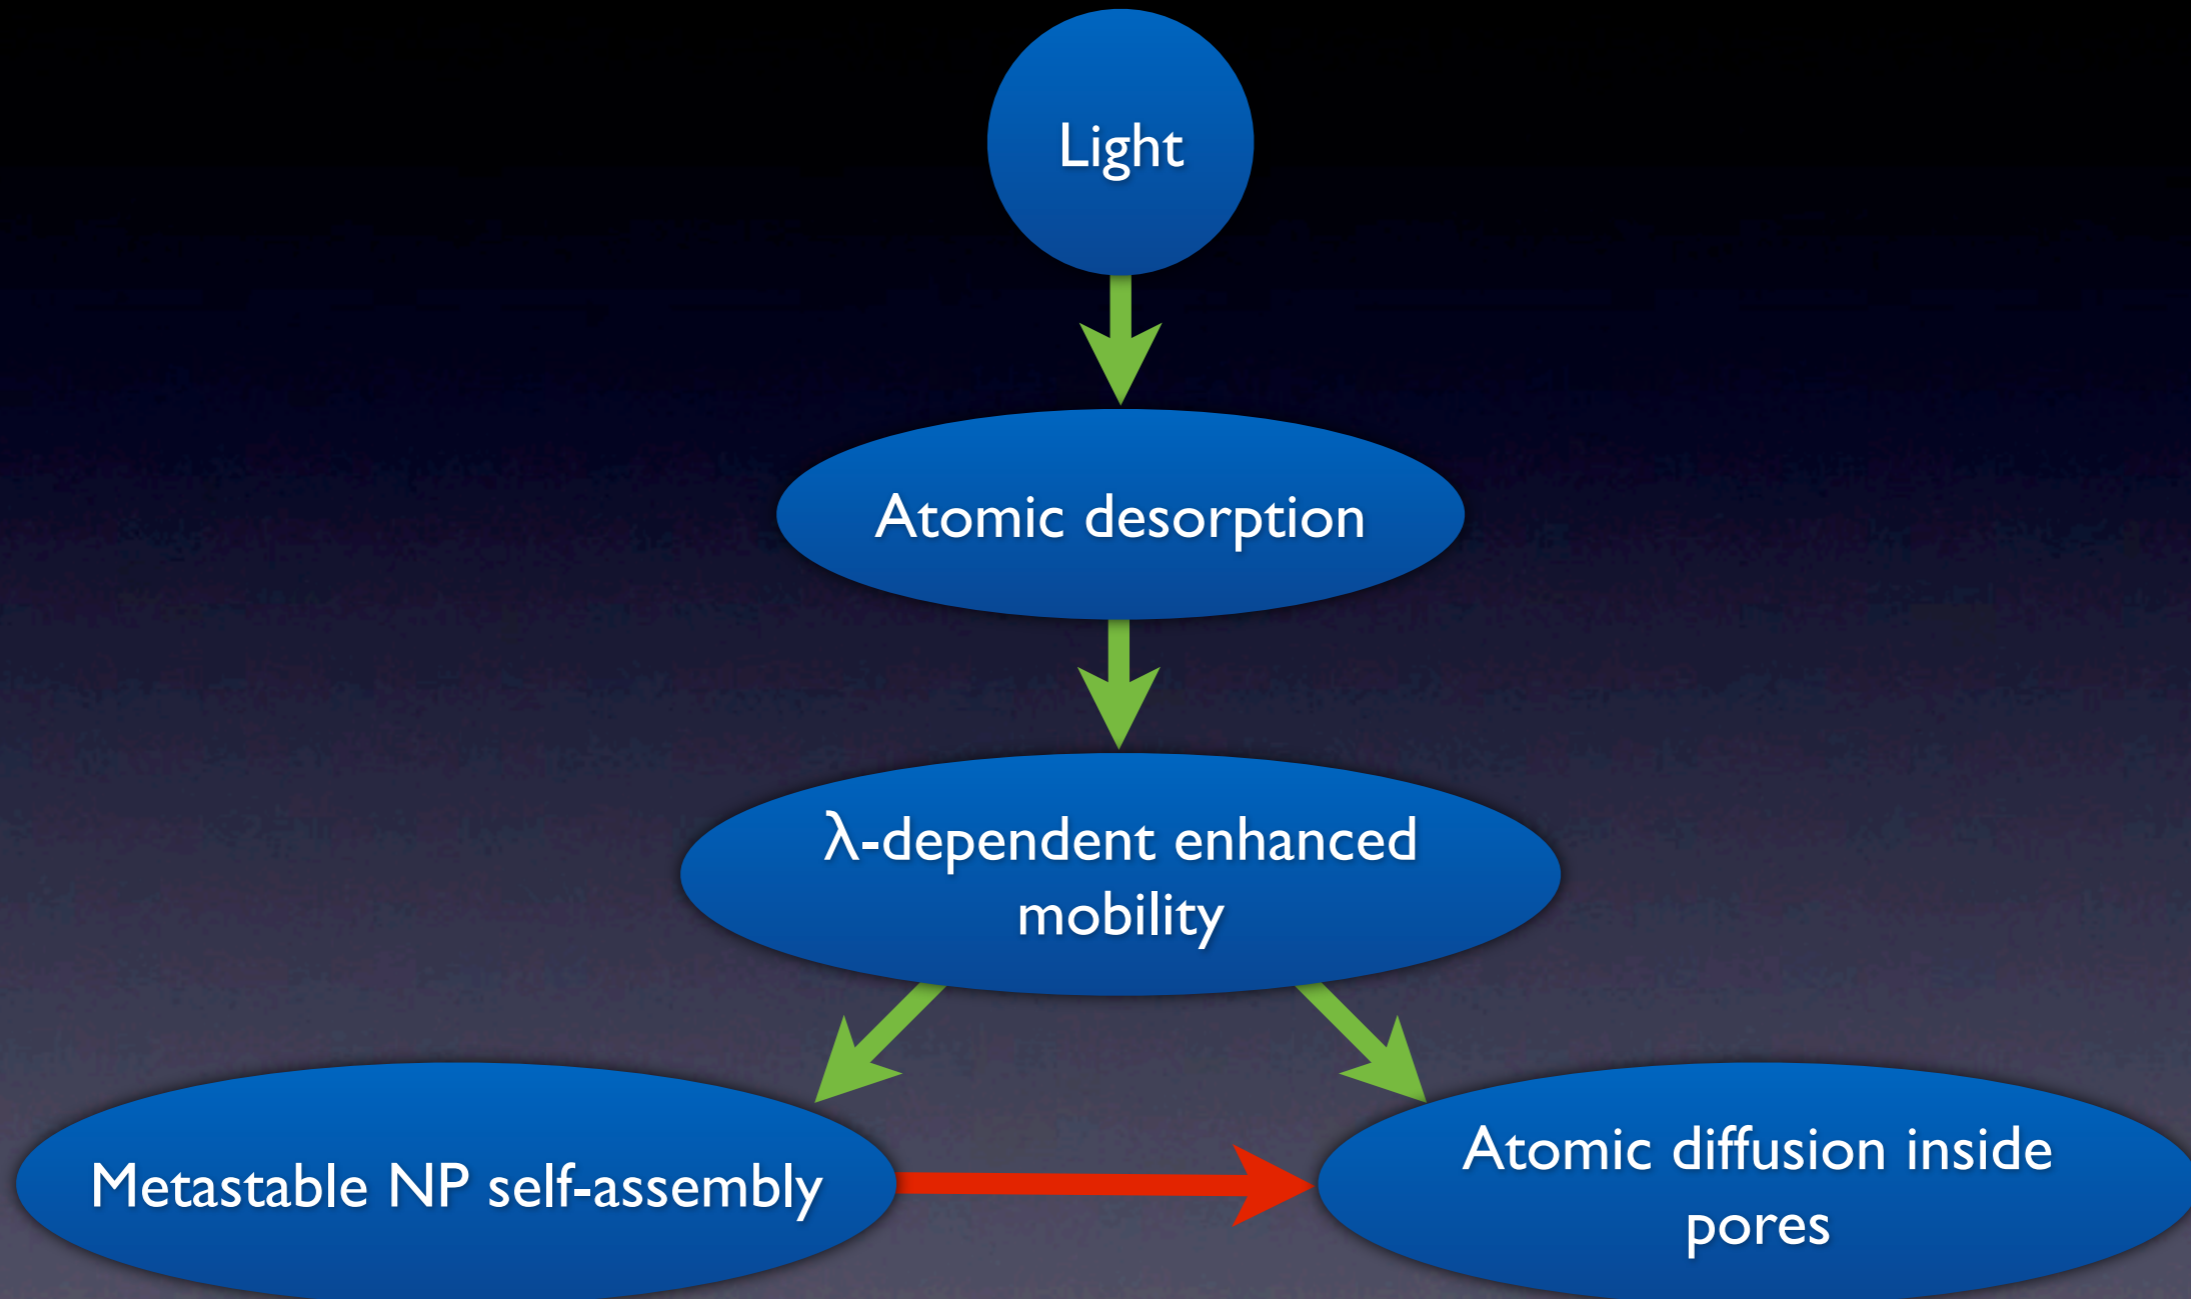 Light
Atomic desorption
λ-dependent enhanced
mobility
Metastable NP self-assembly
Atomic diffusion inside
pores